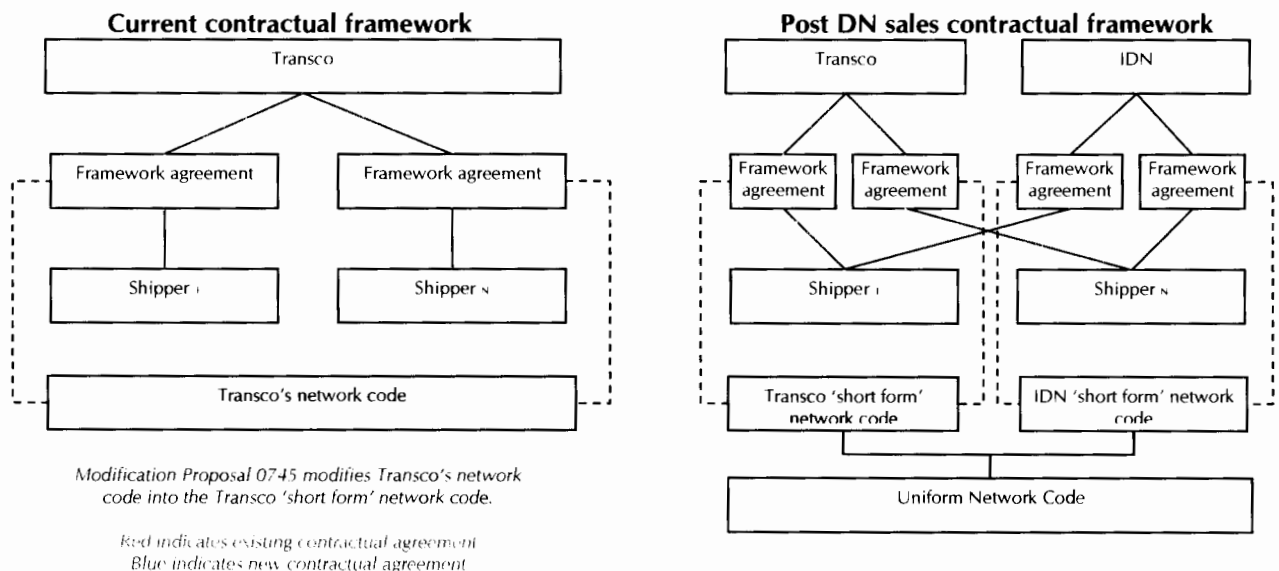 Current contractual framework
Transco
Framework agreement
Framework agreement
Shipper I
Shipper N
Transco's network code
Modification Proposal 0745 modifies Transco's network
code into the Transco 'short form' network code.
Red indicates existing contractual agreement
Blue indicates new contractual agreement
Post DN sales contractual framework
Transco
IDN
Framework
agreement
Framework
agreement
Framework
agreement
Framework
agreement
Shipper I
Shipper N
Transco 'short form'
network code
IDN 'short form' network
code
Uniform Network Code